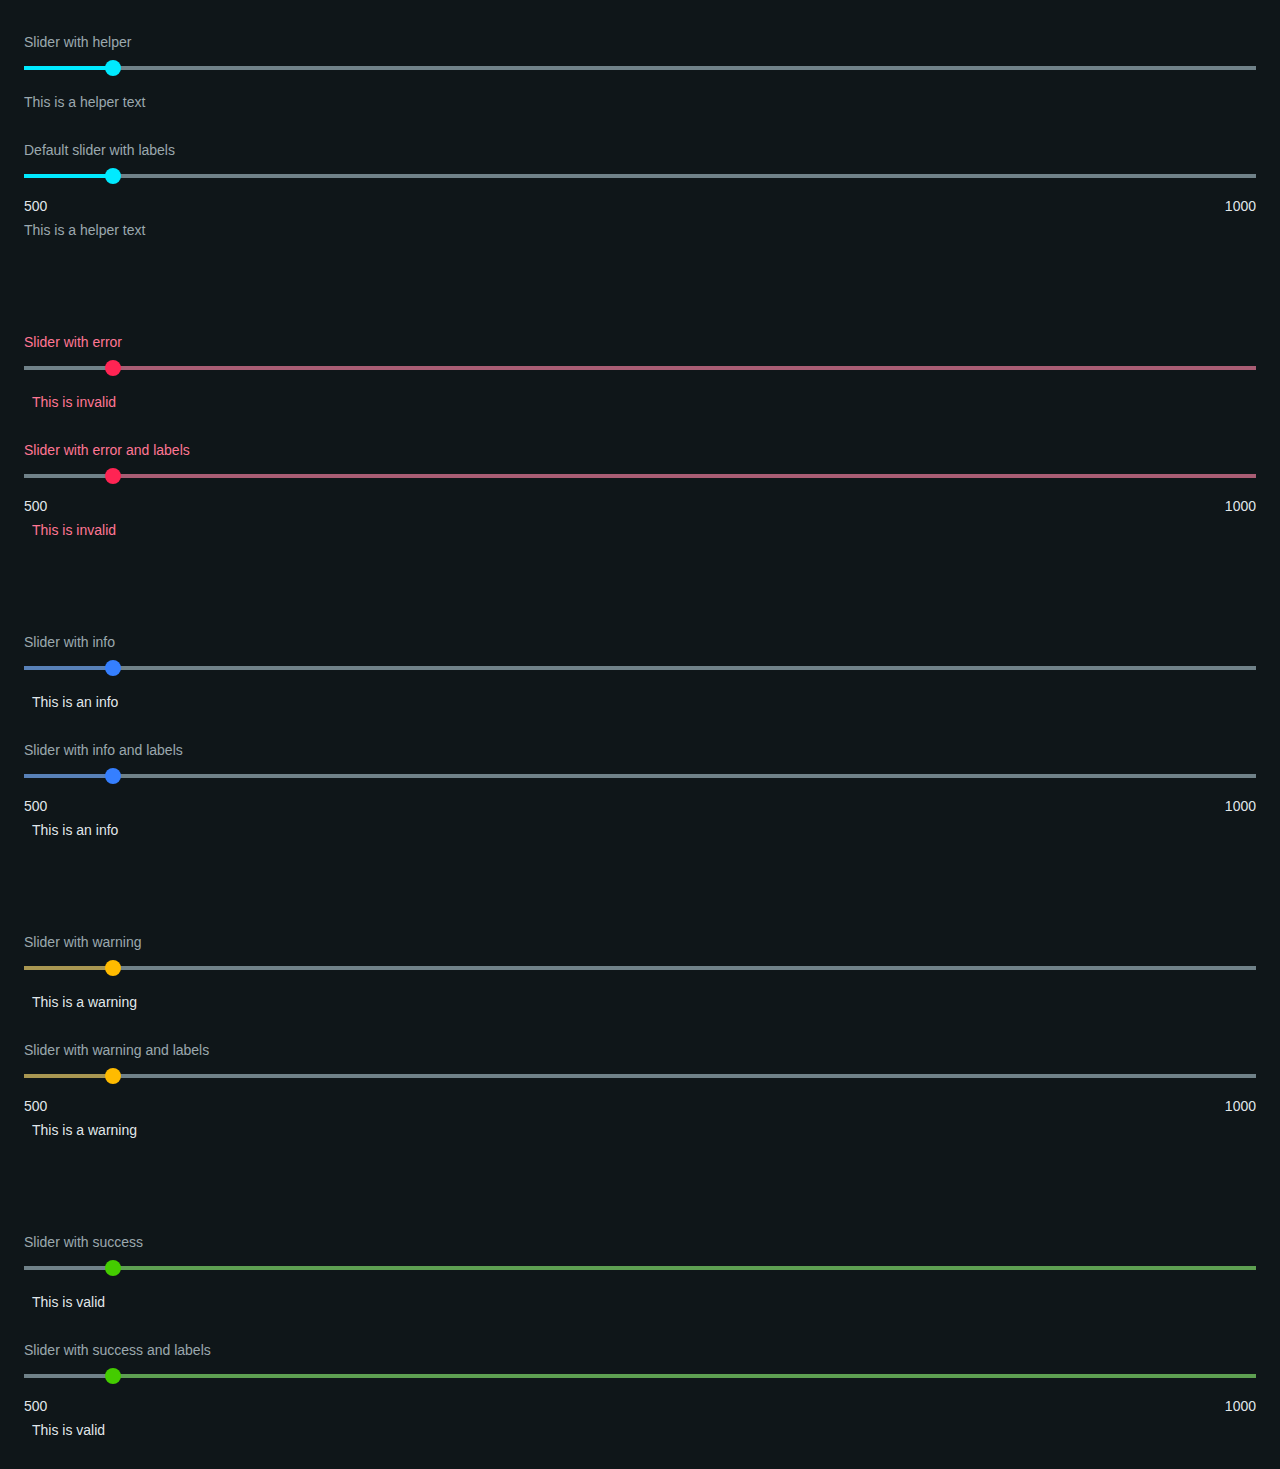 Slider with helper
This is a helper text
Default slider with labels
500 1000
This is a helper text
Slider with error
This is invalid
Slider with error and labels
500 1000
This is invalid
Slider with info
This is an info
Slider with info and labels
500 1000
This is an info
Slider with warning
This is a warning
Slider with warning and labels
500 1000
This is a warning
Slider with success
This is valid
Slider with success and labels
500 1000
This is valid